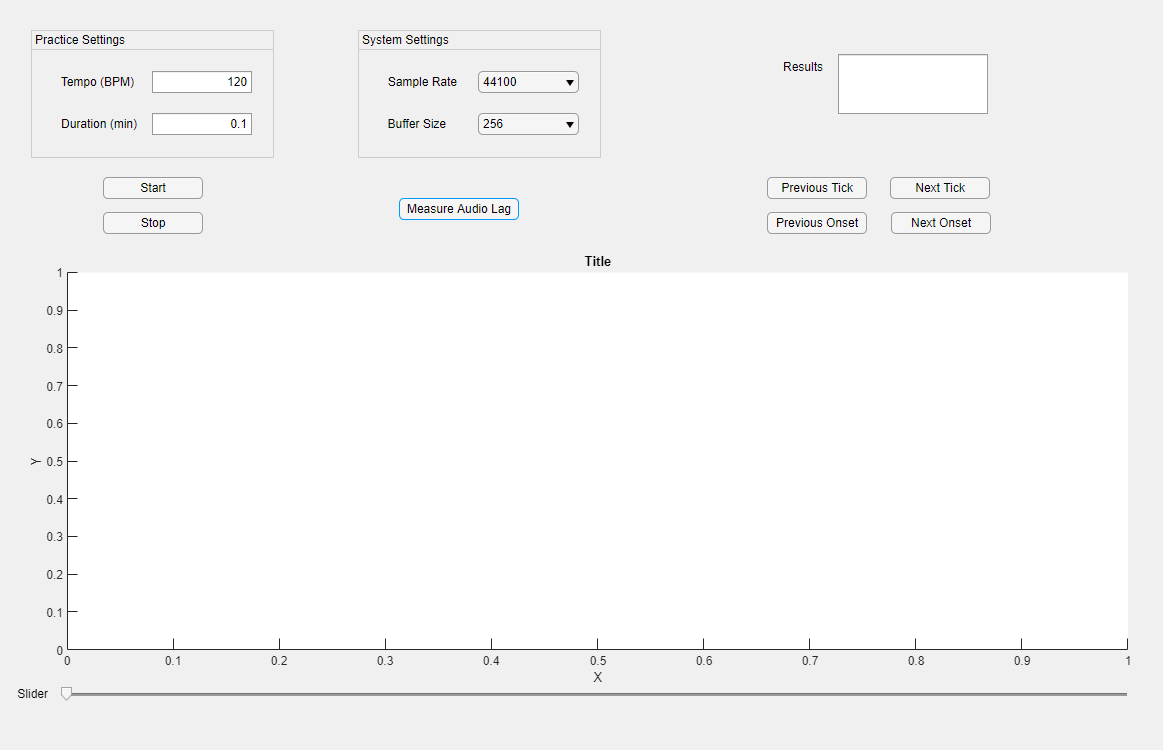 Practice Settings
Tempo (BPM) 120
Duration (min) 0.1
Start
Stop
System Settings
Sample Rate 44100
Buffer Size 256
Measure Audio Lag
Results
Previous Tick Next Tick
Previous Onset Next Onset
Title
1
0.9
0.8
0.7
0.6
Y 0.5
0.4
0.3
0.2
0.1
0
0 0.1 0.2 0.3 0.4 0.5 0.6 0.7 0.8 0.9 1
X
Slider